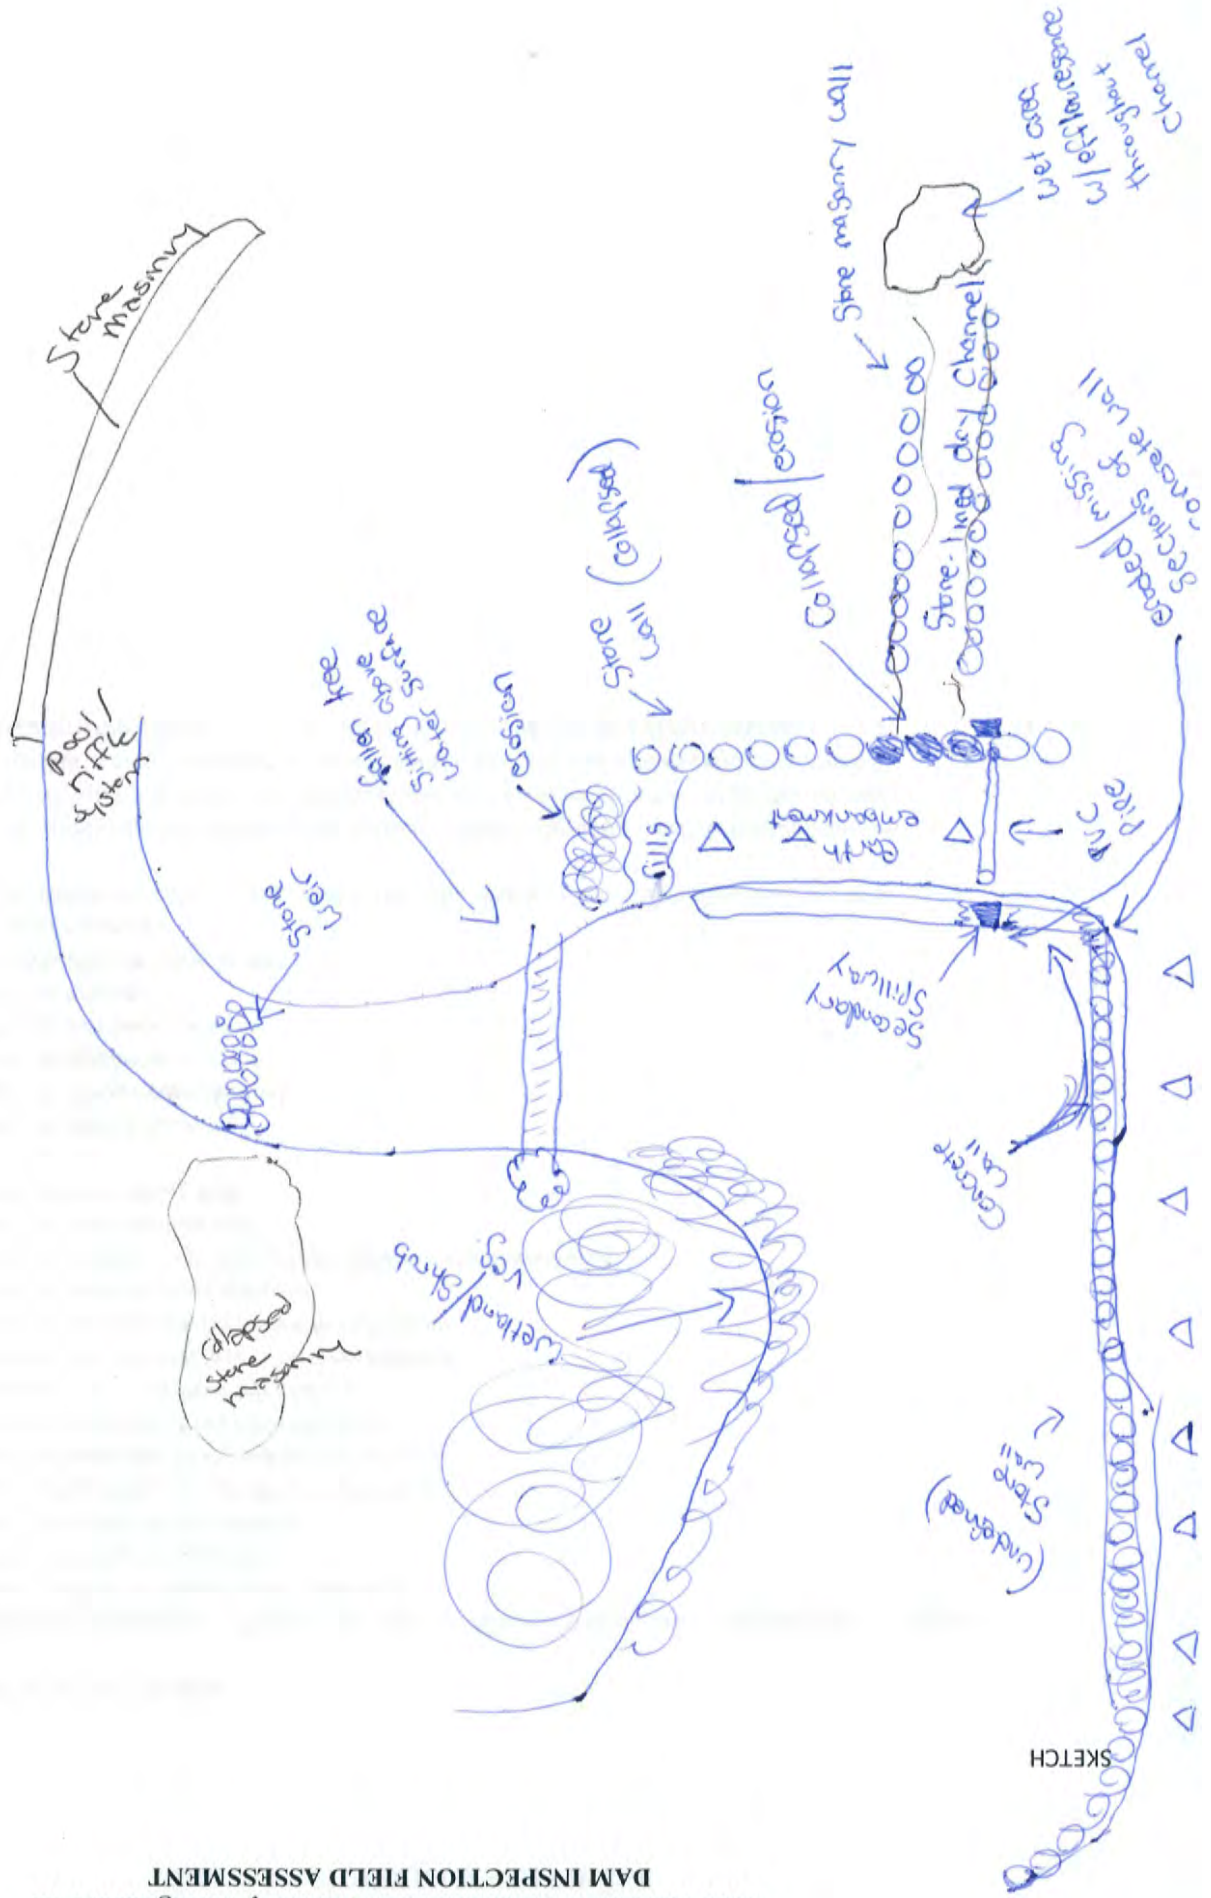 DAM INSPECTION FIELD ASSESSMENT
SKETCH
Stone
masinry
Pool/
riffle
system
Stone
Weir
fallen tree
Sitting above
water surface
erosion
Stone
wall (Collapsed)
Collapsed/erosion
Stone masonry wall
Stone-lined dry Channel
Wet area
w/efflourescence
throughout
Channel
rills
earth
embankment
PVC
Pipe
eroded/missing
Sections of
Concrete wall
Secondary
Spillway
Concrete
wall
Wetland/Shrub
veg
collapsed
stone
masonry
Stone
wall
(undefined)